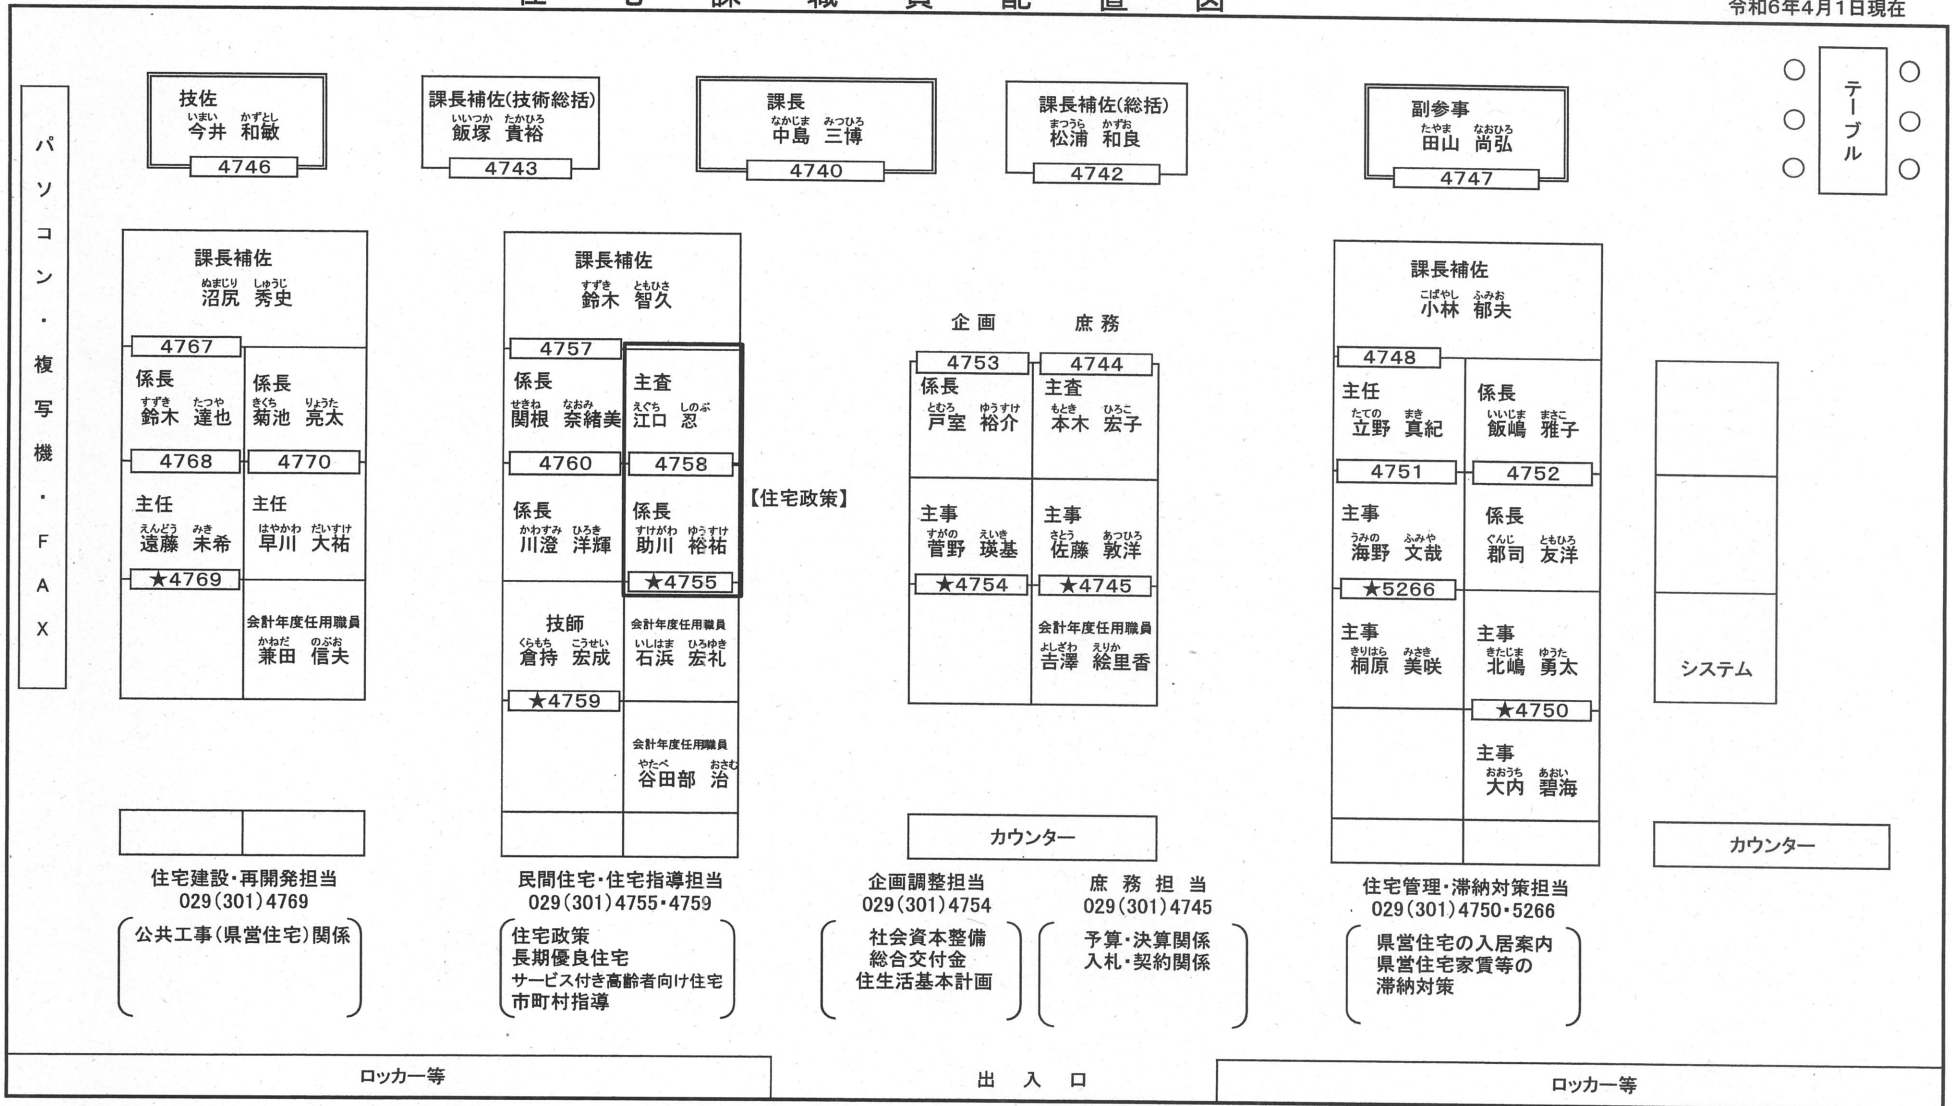 住宅課職員配置図
令和6年4月1日現在
パソコン・複写機・FAX
技佐
いまい かずとし
今井 和敏
4746
課長補佐(技術総括)
いいつか たかひろ
飯塚 貴裕
4743
課長
なかじま みつひろ
中島 三博
4740
課長補佐(総括)
まつうら かずお
松浦 和良
4742
副参事
たやま なおひろ
田山 尚弘
4747
テーブル
課長補佐
ぬまじり しゅうじ
沼尻 秀史
4767
係長
すずき たつや
鈴木 達也
係長
きくち りょうた
菊池 亮太
4768
4770
主任
えんどう みき
遠藤 未希
主任
はやかわ だいすけ
早川 大祐
★4769
会計年度任用職員
かねだ のぶお
兼田 信夫
住宅建設・再開発担当
029(301)4769
公共工事(県営住宅)関係
課長補佐
すずき ともひさ
鈴木 智久
4757
係長
せきね なおみ
関根 奈緒美
主査
えぐち しのぶ
江口 忍
4760
4758
【住宅政策】
係長
かわすみ ひろき
川澄 洋輝
係長
すけがわ ゆうすけ
助川 裕祐
★4755
技師
くらもち こうせい
倉持 宏成
会計年度任用職員
いしはま ひろゆき
石浜 宏礼
★4759
会計年度任用職員
やたべ おさむ
谷田部 治
民間住宅・住宅指導担当
029(301)4755・4759
住宅政策
長期優良住宅
サービス付き高齢者向け住宅
市町村指導
企画
庶務
4753
4744
係長
とむろ ゆうすけ
戸室 裕介
主査
もとき ひろこ
本木 宏子
主事
すがの えいき
菅野 瑛基
主事
さとう あつひろ
佐藤 敦洋
★4754
★4745
会計年度任用職員
よしざわ えりか
吉澤 絵里香
カウンター
企画調整担当
029(301)4754
社会資本整備
総合交付金
住生活基本計画
庶務担当
029(301)4745
予算・決算関係
入札・契約関係
課長補佐
こばやし ふみお
小林 郁夫
4748
主任
たての まき
立野 真紀
係長
いいじま まさこ
飯嶋 雅子
4751
4752
主事
うみの ふみや
海野 文哉
係長
ぐんじ ともひろ
郡司 友洋
★5266
主事
きりはら みさき
桐原 美咲
主事
きたじま ゆうた
北嶋 勇太
★4750
主事
おおうち あおい
大内 碧海
住宅管理・滞納対策担当
029(301)4750・5266
県営住宅の入居案内
県営住宅家賃等の
滞納対策
システム
カウンター
ロッカー等
出入口
ロッカー等